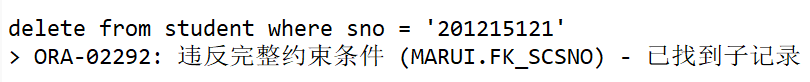 delete from student where sno = '201215121'
> ORA-02292: 违反完整约束条件 (MARUI.FK_SCSNO) - 已找到子记录